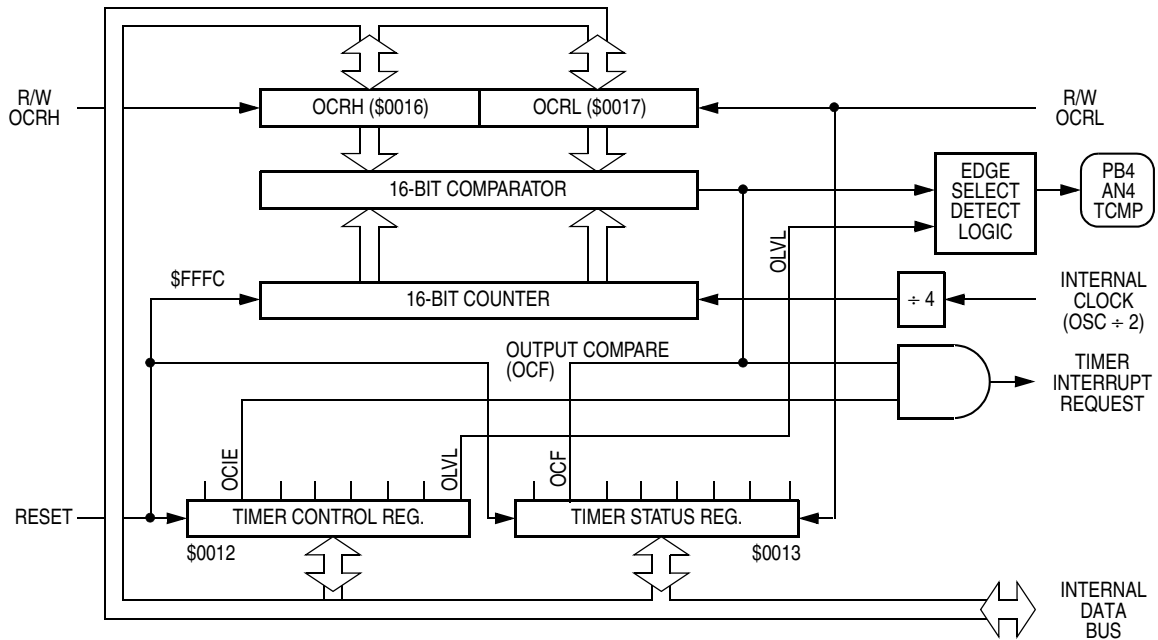 R/W
OCRH
OCRH ($0016)
OCRL ($0017)
R/W
OCRL
16-BIT COMPARATOR
EDGE
SELECT
DETECT
LOGIC
PB4
AN4
TCMP
OLVL
$FFFC
16-BIT COUNTER
÷ 4
INTERNAL
CLOCK
(OSC ÷ 2)
OUTPUT COMPARE
(OCF)
TIMER
INTERRUPT
REQUEST
OCIE
OLVL
OCF
RESET
TIMER CONTROL REG.
TIMER STATUS REG.
$0012
$0013
INTERNAL
DATA
BUS